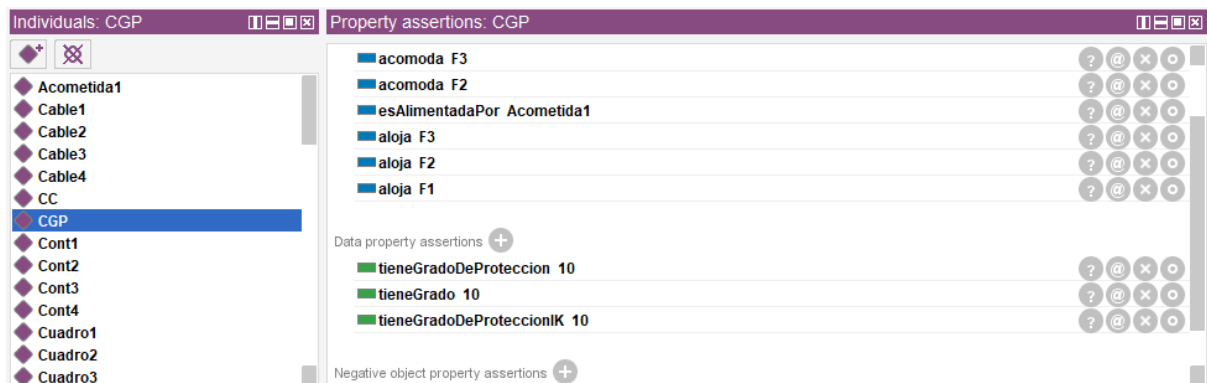 Individuals: CGP
Acometida1
Cable1
Cable2
Cable3
Cable4
CC
CGP
Cont1
Cont2
Cont3
Cont4
Cuadro1
Cuadro2
Cuadro3
Property assertions: CGP
acomoda F3
acomoda F2
esAlimentadaPor Acometida1
aloja F3
aloja F2
aloja F1
Data property assertions
tieneGradoDeProteccion 10
tieneGrado 10
tieneGradoDeProteccionIK 10
Negative object property assertions